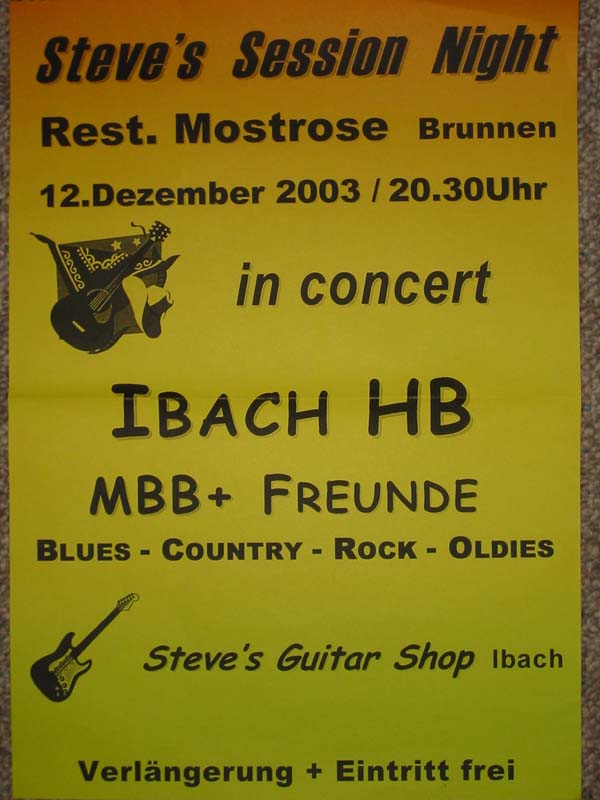 Steve's Session Night
Rest. Mostrose Brunnen
12.Dezember 2003 / 20.30Uhr
in concert
IBACH HB
MBB+ FREUNDE
BLUES - COUNTRY - ROCK - OLDIES
Steve's Guitar Shop Ibach
Verlängerung + Eintritt frei